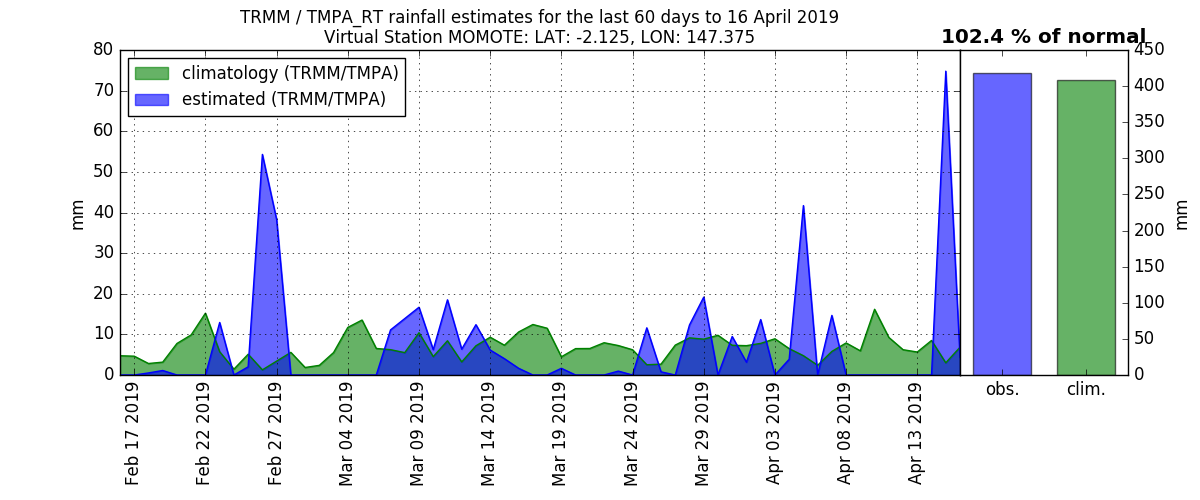 TRMM / TMPA_RT rainfall estimates for the last 60 days to 16 April 2019
Virtual Station MOMOTE: LAT: -2.125, LON: 147.375
102.4 % of normal
climatology (TRMM/TMPA)
estimated (TRMM/TMPA)
80
70
60
50
40
30
20
10
0
mm
Feb 17 2019
Feb 22 2019
Feb 27 2019
Mar 04 2019
Mar 09 2019
Mar 14 2019
Mar 19 2019
Mar 24 2019
Mar 29 2019
Apr 03 2019
Apr 08 2019
Apr 13 2019
obs.
clim.
450
400
350
300
250
200
150
100
50
0
mm